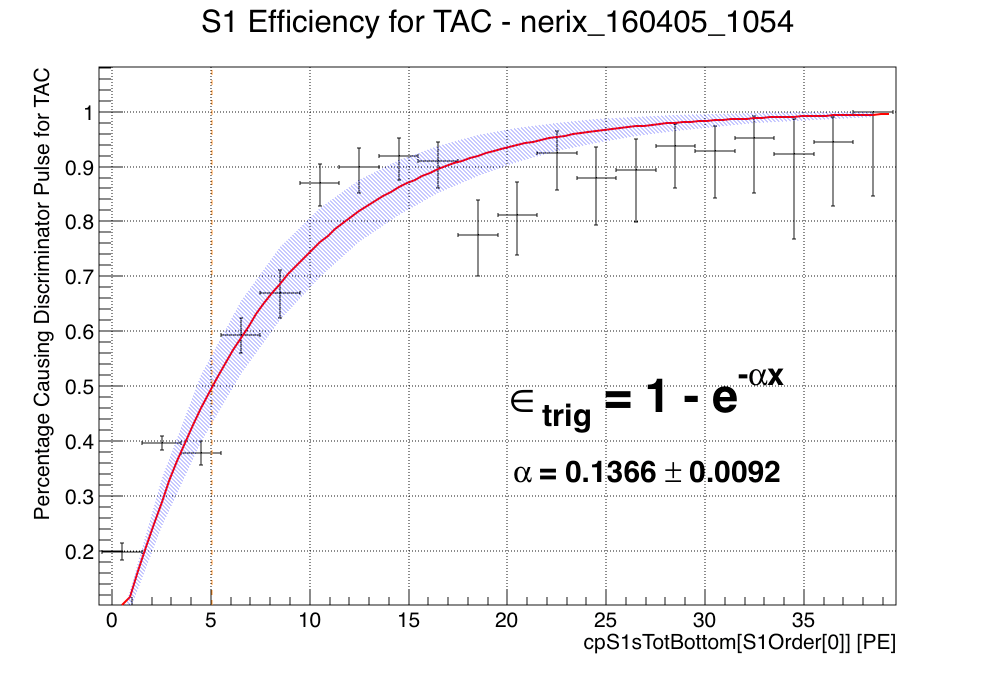 S1 Efficiency for TAC - nerix_160405_1054
Percentage Causing Discriminator Pulse for TAC
1
0.9
0.8
0.7
0.6
0.5
0.4
0.3
0.2
∈trig = 1 - e^-αx
α = 0.1366 ± 0.0092
0 5 10 15 20 25 30 35
cpS1sTotBottom[S1Order[0]] [PE]